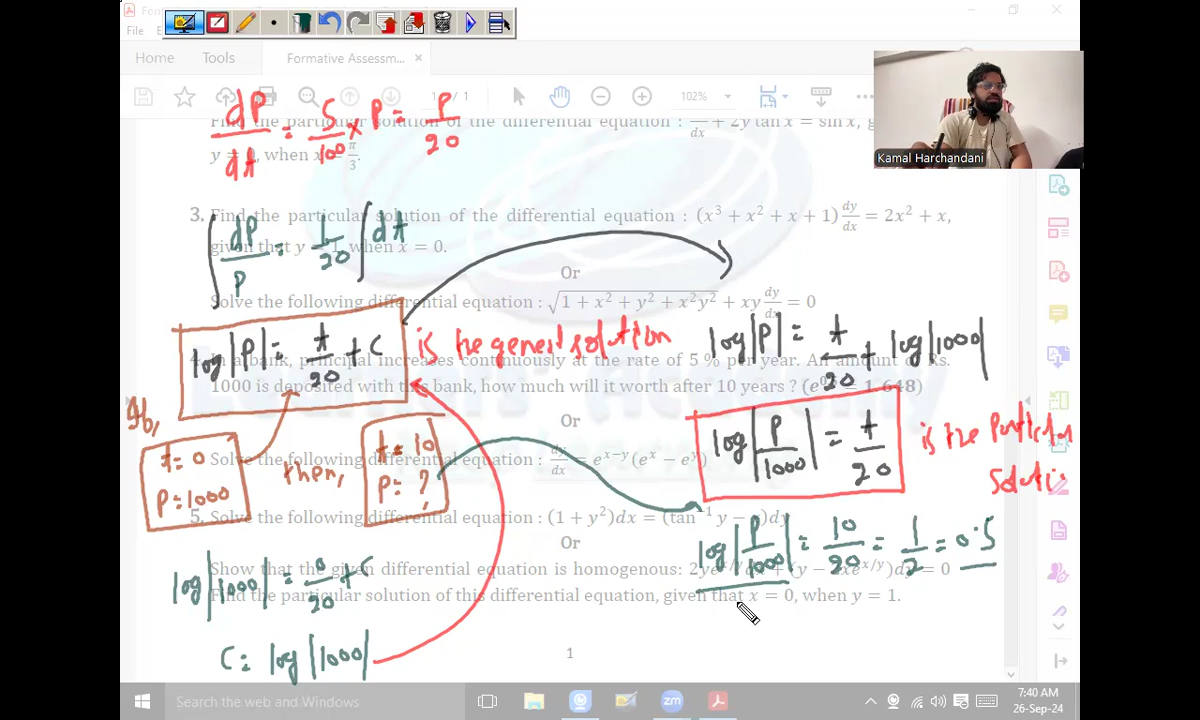 File
Home Tools Formative Assessm... ×
1 / 1 102%
Kamal Harchandani
dP/dt = 5/100 × P = P/20
Find the particular solution of the differential equation : /dx + 2y tan x = sin x,
y = when x = π/3.
3. Find the particular solution of the differential equation : (x³ + x² + x + 1) dy/dx = 2x² + x,
given that y = 1, when x = 0.
∫ dP/P = 1/20 ∫ dt
Or
Solve the following differential equation : √1 + x² + y² + x²y² + xy dy/dx = 0
log|P| = t/20 + C is the general solution
log|P| = t/20 + log|1000|
4. In a bank, principal increases continuously at the rate of 5 % per year. An amount of Rs.
1000 is deposited with this bank, how much will it worth after 10 years ? (e = 1.648)
Or
If,
t = 0
P = 1000
then,
t = 10
P = ?
log|P/1000| = t/20 is the Particular
Soluti
Solve the following differential equation : dy/dx = e^x−y (e^x − e^y)
5. Solve the following differential equation : (1 + y²)dx = (tan⁻¹ y − )dy
Or
log|P/1000| = 10/20 = 1/2 = 0.5
log|1000| = 0/20 + C
Show that the given differential equation is homogenous: 2ye^x/y dx + (y − 2xe^x/y)dy = 0
Find the particular solution of this differential equation, given that x = 0, when y = 1.
C = log|1000|
1
Search the web and Windows
7:40 AM
26-Sep-24